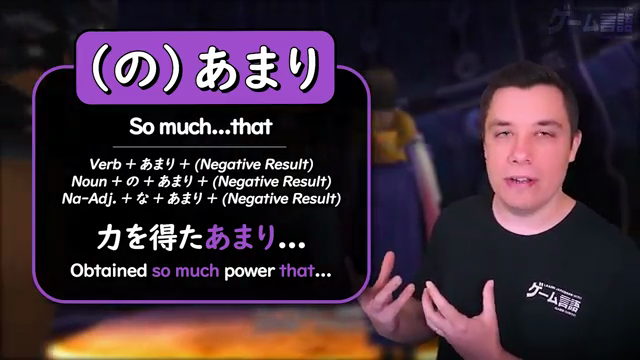 (の)あまり
So much...that
Verb + あまり + (Negative Result)
Noun + の + あまり + (Negative Result)
Na-Adj. + な + あまり + (Negative Result)
力を得たあまり...
Obtained so much power that...
ゲーム言語
ゲーム言語